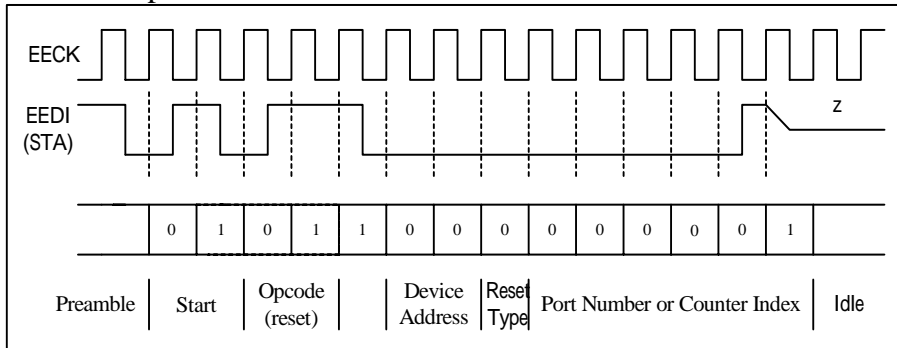 EECK
EEDI
(STA)
Z
0 1 0 1 1 0 0 0 0 0 0 0 0 1
Preamble
Start
Opcode
(reset)
Device
Address
Reset
Type
Port Number or Counter Index
Idle